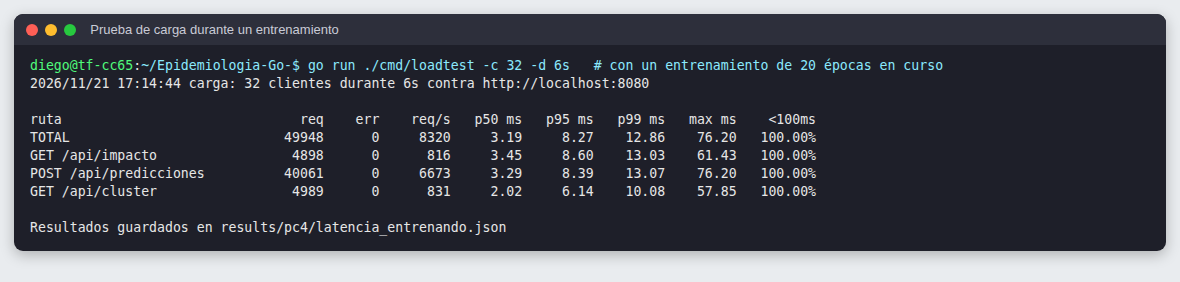 Prueba de carga durante un entrenamiento
diego@tf-cc65:~/Epidemiologia-Go-$ go run ./cmd/loadtest -c 32 -d 6s   # con un entrenamiento de 20 épocas en curso
2026/11/21 17:14:44 carga: 32 clientes durante 6s contra http://localhost:8080
ruta                              req    err    req/s   p50 ms   p95 ms   p99 ms   max ms    <100ms
TOTAL                           49948      0     8320     3.19     8.27    12.86    76.20   100.00%
GET /api/impacto                 4898      0      816     3.45     8.60    13.03    61.43   100.00%
POST /api/predicciones          40061      0     6673     3.29     8.39    13.07    76.20   100.00%
GET /api/cluster                 4989      0      831     2.02     6.14    10.08    57.85   100.00%
Resultados guardados en results/pc4/latencia_entrenando.json